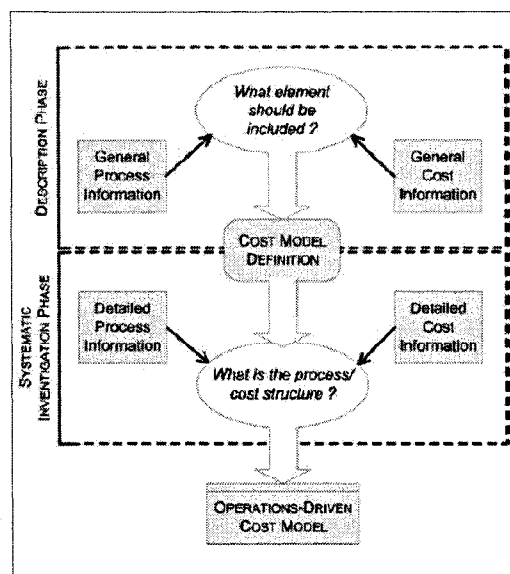 DESCRIPTION PHASE
What element
should be
included ?
General
Process
Information
General
Cost
Information
COST MODEL
DEFINITION
SYSTEMATIC
INVESTIGATION PHASE
Detailed
Process
Information
Detailed
Cost
Information
What is the process/
cost structure ?
OPERATIONS-DRIVEN
COST MODEL